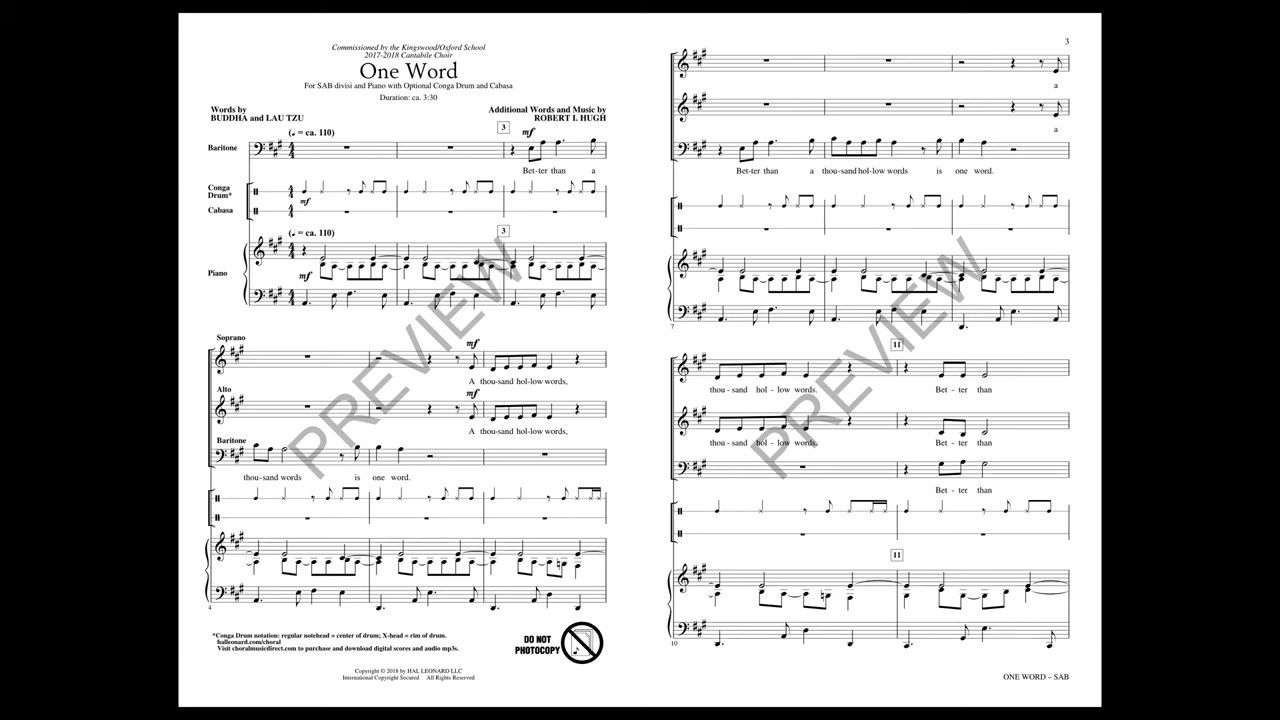 Commissioned by the Kingswood/Oxford School
2017-2018 Cantabile Choir
One Word
For SAB divisi and Piano with Optional Conga Drum and Cabasa
Duration: ca. 3:30
Words by
BUDDHA and LAU TZU
Additional Words and Music by
ROBERT I. HUGH
(♩ = ca. 110)
3
mf
Baritone
Bet-ter than a
Conga
Drum*
mf
Cabasa
(♩ = ca. 110)
3
Piano
mf
Soprano
mf
A thou-sand hol-low words,
Alto
mf
A thou-sand hol-low words,
Baritone
thou-sand words is one word.
4
*Conga Drum notation: regular notehead = center of drum; X-head = rim of drum.
halleonard.com/choral
Visit choralmusicdirect.com to purchase and download digital scores and audio mp3s.
DO NOT
PHOTOCOPY
Copyright © 2018 by HAL LEONARD LLC
International Copyright Secured All Rights Reserved
PREVIEW
3
a
a
Bet-ter than a thou-sand hol-low words is one word.
7
11
thou - sand hol - low words. Bet - ter than
thou - sand hol - low words. Bet - ter than
Bet - ter than
11
10
PREVIEW
ONE WORD – SAB